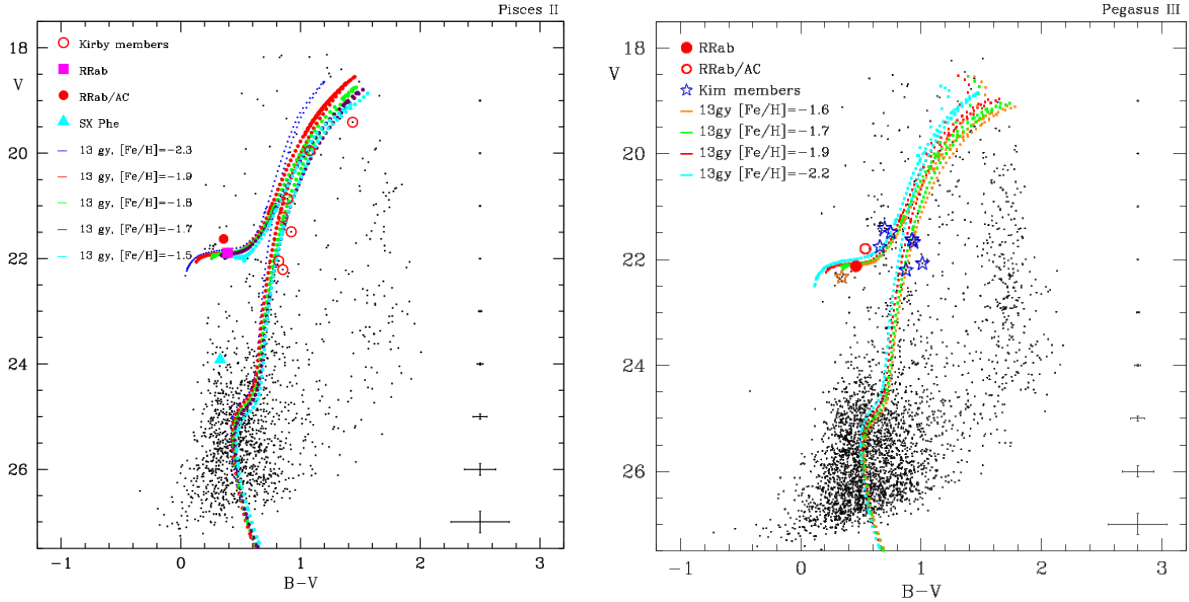 Pisces II
18
V
20
22
24
26
Kirby members
RRab
RRab/AC
SX Phe
13 gy, [Fe/H]=−2.3
13 gy, [Fe/H]=−1.9
13 gy, [Fe/H]=−1.8
13 gy, [Fe/H]=−1.7
13 gy, [Fe/H]=−1.5
−1 0 1 2 3
B−V
Pegasus III
18
V
20
22
24
26
RRab
RRab/AC
Kim members
13gy [Fe/H]=−1.6
13gy [Fe/H]=−1.7
13gy [Fe/H]=−1.9
13gy [Fe/H]=−2.2
−1 0 1 2 3
B−V